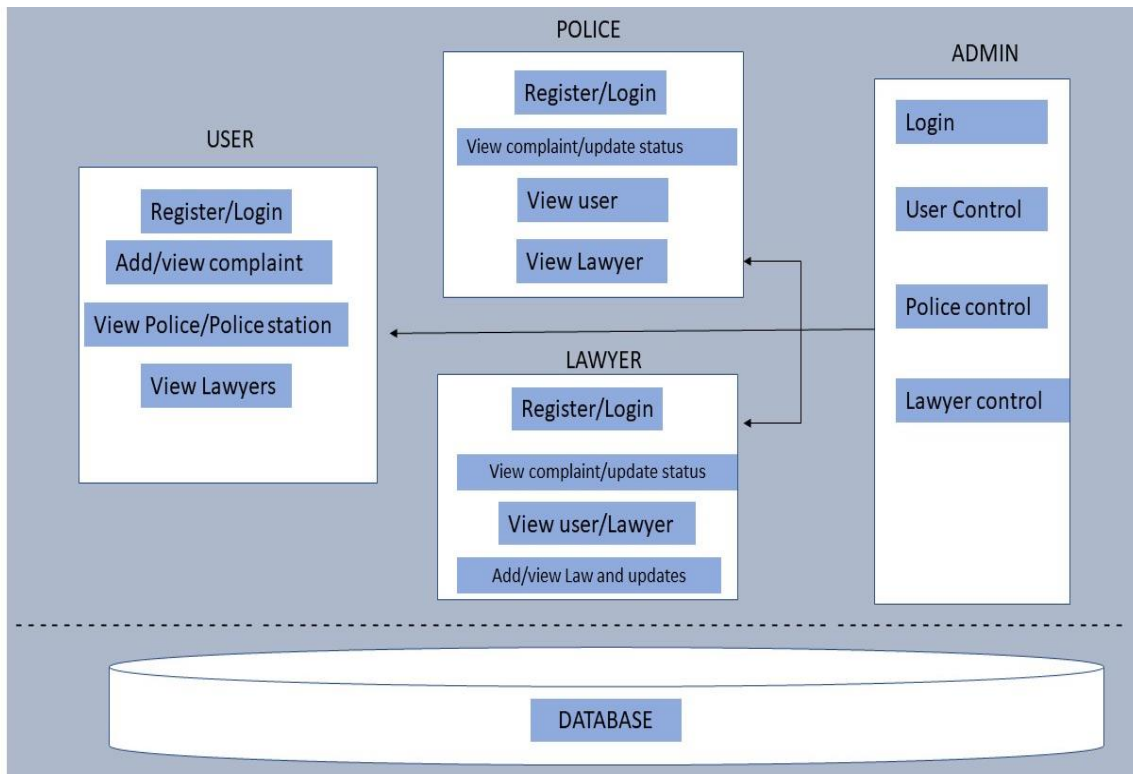 POLICE
Register/Login
View complaint/update status
View user
View Lawyer
ADMIN
Login
User Control
Police control
Lawyer control
USER
Register/Login
Add/view complaint
View Police/Police station
View Lawyers
LAWYER
Register/Login
View complaint/update status
View user/Lawyer
Add/view Law and updates
DATABASE